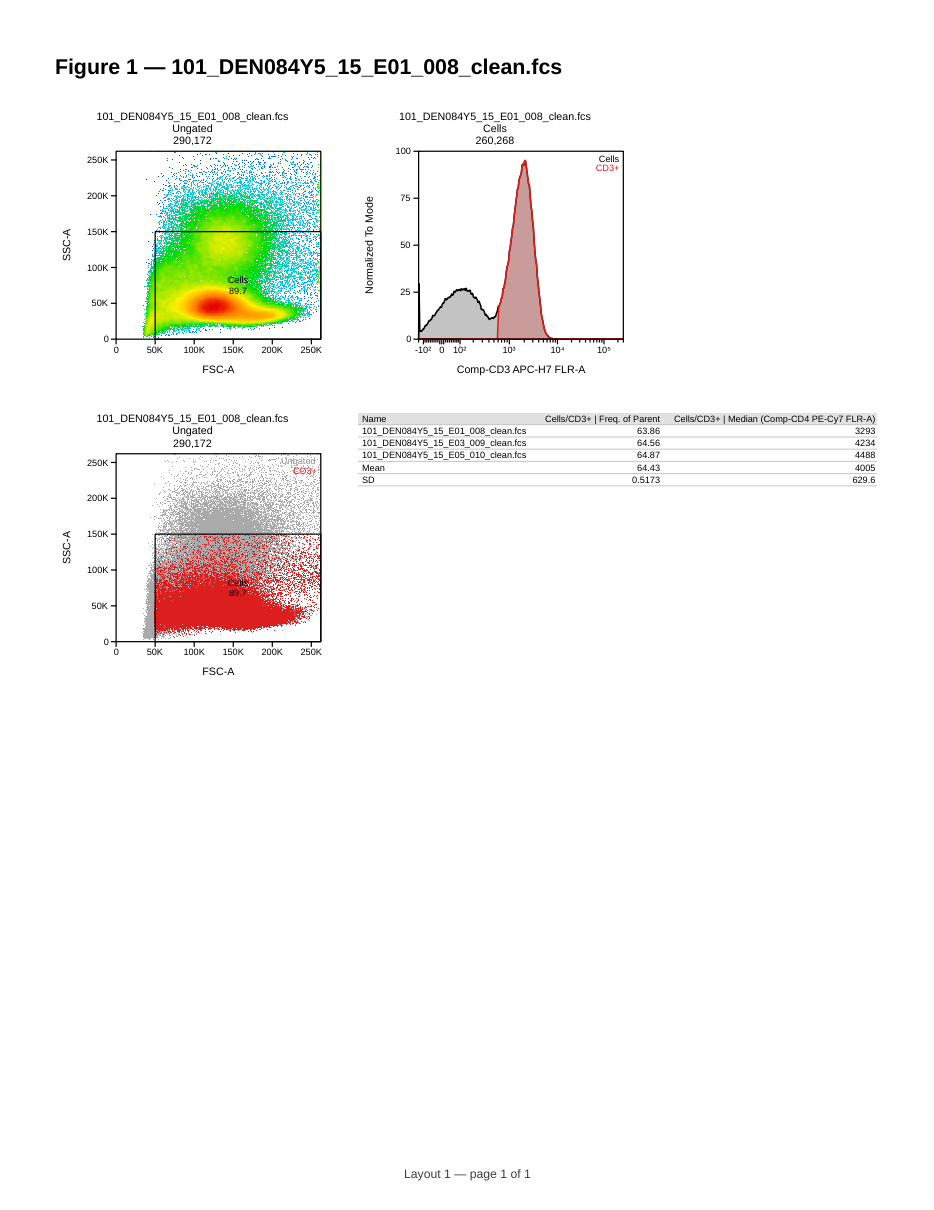 Figure 1 — 101_DEN084Y5_15_E01_008_clean.fcs
101_DEN084Y5_15_E01_008_clean.fcs
Ungated
290,172
250K
200K
150K
100K
50K
0
SSC-A
Cells
89.7
0 50K 100K 150K 200K 250K
FSC-A
101_DEN084Y5_15_E01_008_clean.fcs
Cells
260,268
100
75
50
25
0
Normalized To Mode
Cells
CD3+
-10² 0 10² 10³ 10⁴ 10⁵
Comp-CD3 APC-H7 FLR-A
101_DEN084Y5_15_E01_008_clean.fcs
Ungated
290,172
250K
200K
150K
100K
50K
0
SSC-A
Ungated
CD3+
Cells
89.7
0 50K 100K 150K 200K 250K
FSC-A
Name Cells/CD3+ | Freq. of Parent Cells/CD3+ | Median (Comp-CD4 PE-Cy7 FLR-A)
101_DEN084Y5_15_E01_008_clean.fcs 63.86 3293
101_DEN084Y5_15_E03_009_clean.fcs 64.56 4234
101_DEN084Y5_15_E05_010_clean.fcs 64.87 4488
Mean 64.43 4005
SD 0.5173 629.6
Layout 1 — page 1 of 1